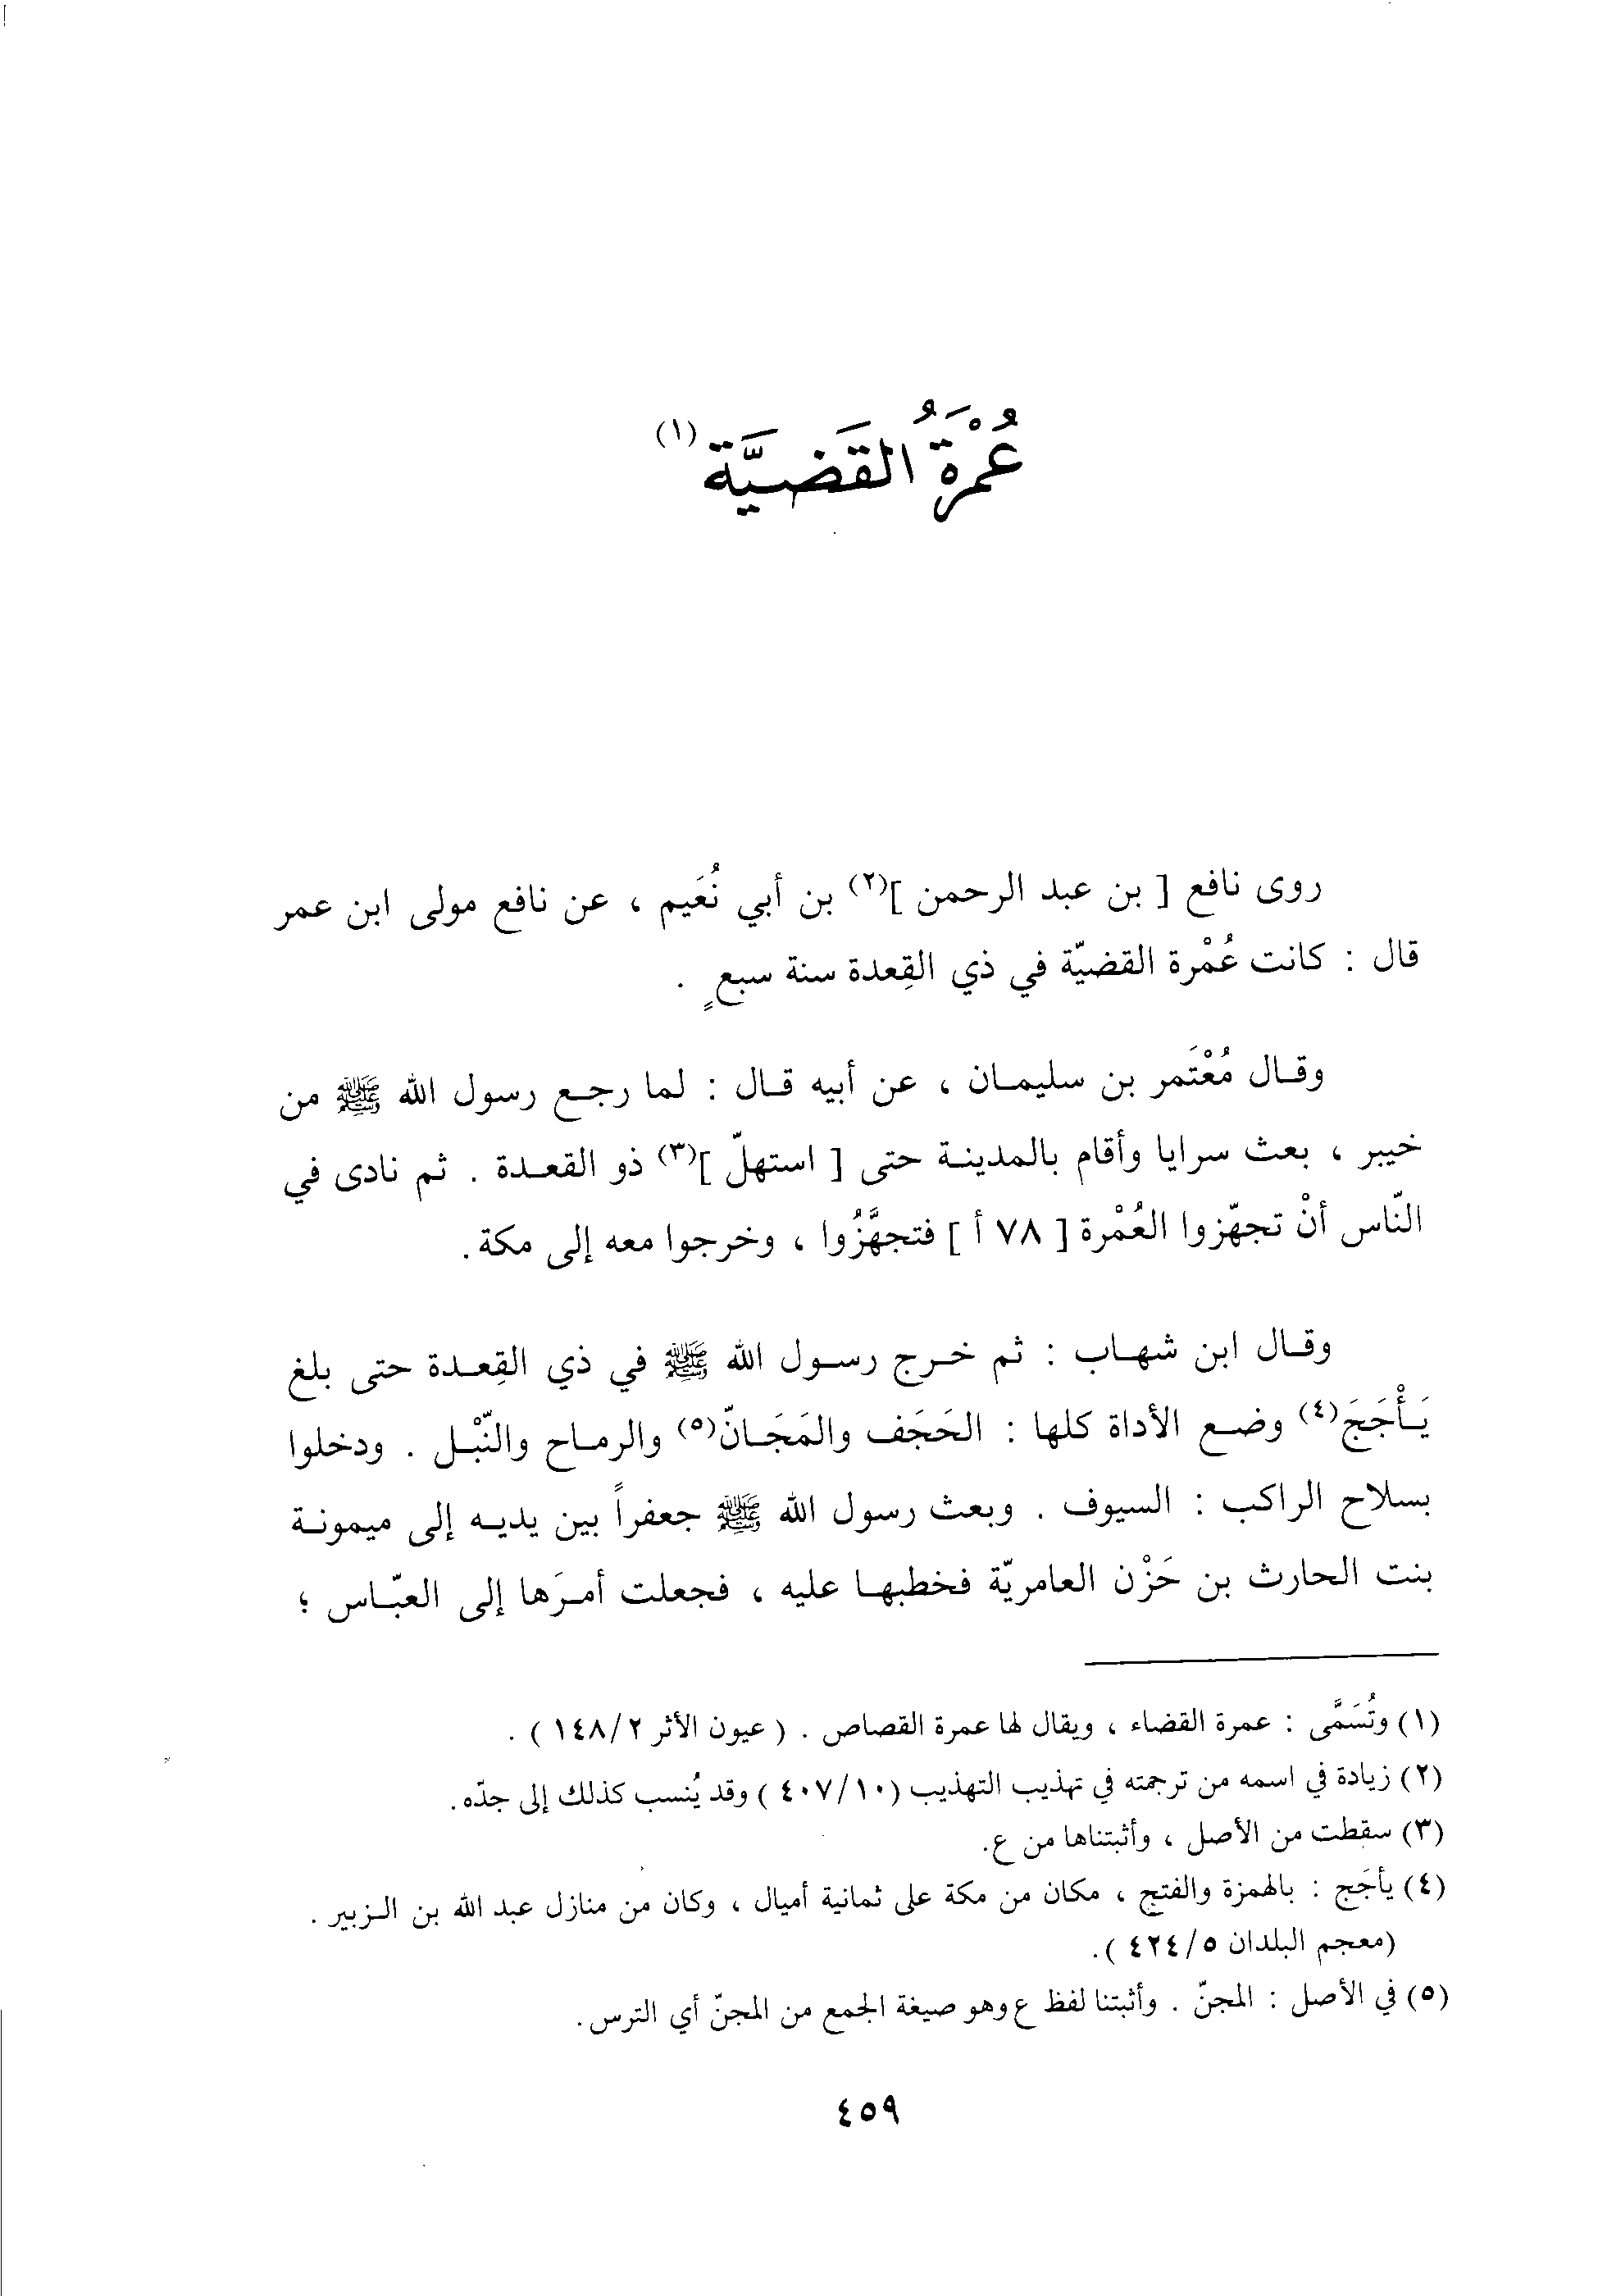 عُمْرَةُ القَضيَّة (١)
روى نافع [ بن عبد الرحمن ](٢) بن أبي نُعَيم ، عن نافع مولى ابن عمر
قال : كانت عُمْرة القضيّة في ذي القِعدة سنة سبعٍ .
وقال مُعْتَمر بن سليمان ، عن أبيه قال : لما رجع رسول الله ﷺ من
خيبر ، بعث سرايا وأقام بالمدينة حتى [ استهلّ ](٣) ذو القعدة . ثم نادى في
النّاس أنْ تجهّزوا العُمْرة [ ٧٨ أ ] فتجهَّزُوا ، وخرجوا معه إلى مكة .
وقال ابن شهاب : ثم خرج رسول الله ﷺ في ذي القِعدة حتى بلغ
يَأْجَجَ(٤) وضع الأداة كلها : الحَجَف والمَجَانّ(٥) والرماح والنّبْل . ودخلوا
بسلاح الراكب : السيوف . وبعث رسول الله ﷺ جعفراً بين يديه إلى ميمونة
بنت الحارث بن حَزْن العامريّة فخطبها عليه ، فجعلت أمرَها إلى العبّاس ؛
(١) وتُسَمَّى : عمرة القضاء ، ويقال لها عمرة القصاص . ( عيون الأثر ١٤٨/٢ ) .
(٢) زيادة في اسمه من ترجمته في تهذيب التهذيب (٤٠٧/١٠ ) وقد يُنسب كذلك إلى جدّه .
(٣) سقطت من الأصل ، وأثبتناها من ع .
(٤) يأجَج : بالهمزة والفتح ، مكان من مكة على ثمانية أميال ، وكان من منازل عبد الله بن الزبير .
(معجم البلدان ٤٢٤/٥ ) .
(٥) في الأصل : المجنّ . وأثبتنا لفظ ع وهو صيغة الجمع من المجنّ أي الترس .
٤٥٩